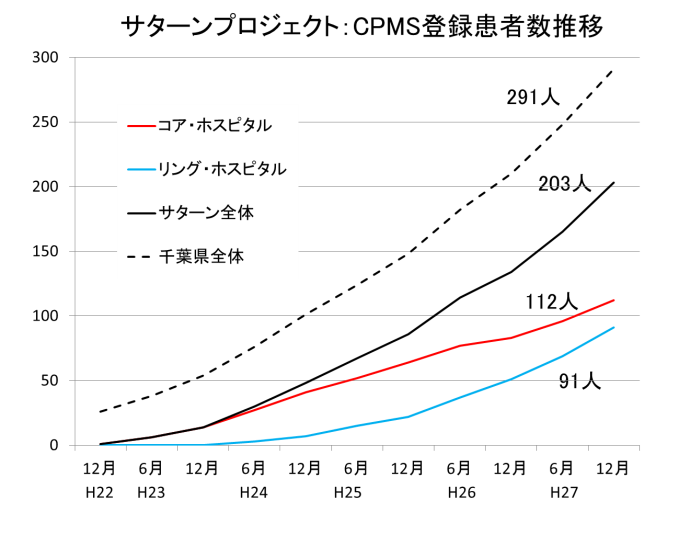 サターンプロジェクト：CPMS登録患者数推移
300
250
200
150
100
50
0
コア・ホスピタル
リング・ホスピタル
サターン全体
千葉県全体
291人
203人
112人
91人
12月 6月 12月 6月 12月 6月 12月 6月 12月 6月 12月
H22 H23 H24 H25 H26 H27